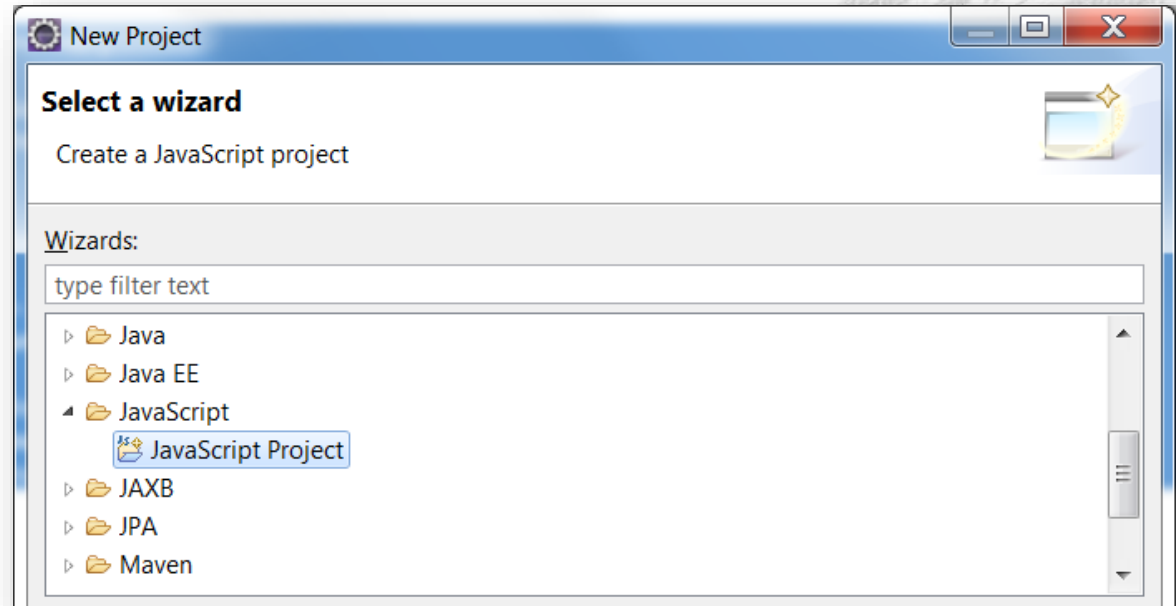 New Project
Select a wizard
Create a JavaScript project
Wizards:
type filter text
Java
Java EE
JavaScript
JavaScript Project
JAXB
JPA
Maven